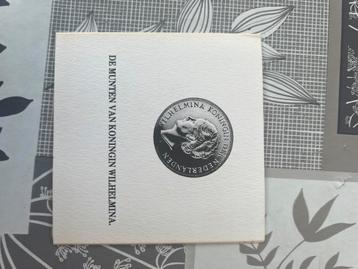 WILHELMINA KONINGIN DER NEDERLANDEN
DE MUNTEN VAN KONINGIN WILHELMINA.